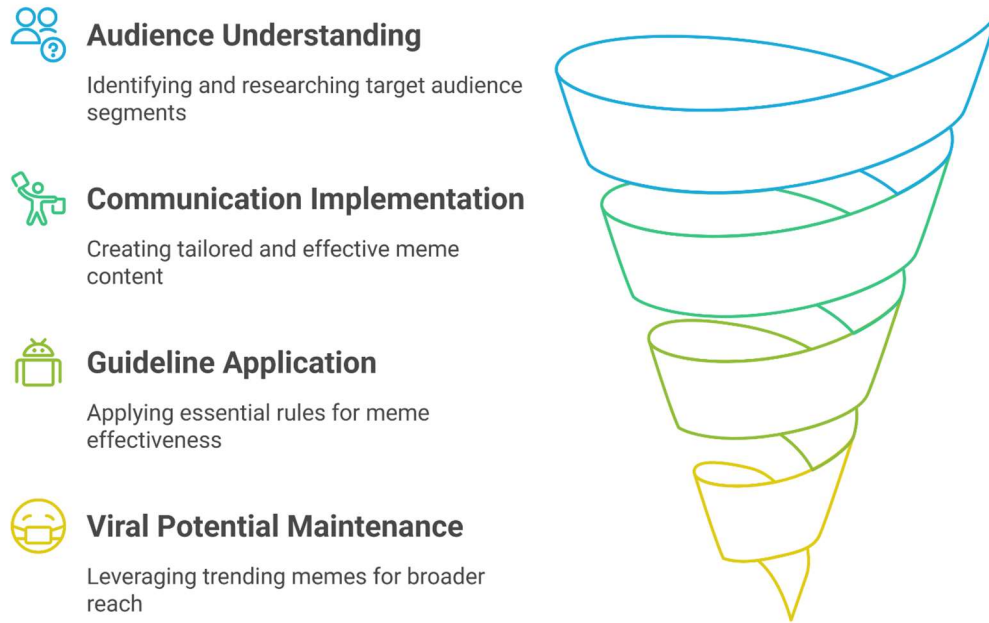 Audience Understanding
Identifying and researching target audience
segments
Communication Implementation
Creating tailored and effective meme
content
Guideline Application
Applying essential rules for meme
effectiveness
Viral Potential Maintenance
Leveraging trending memes for broader
reach